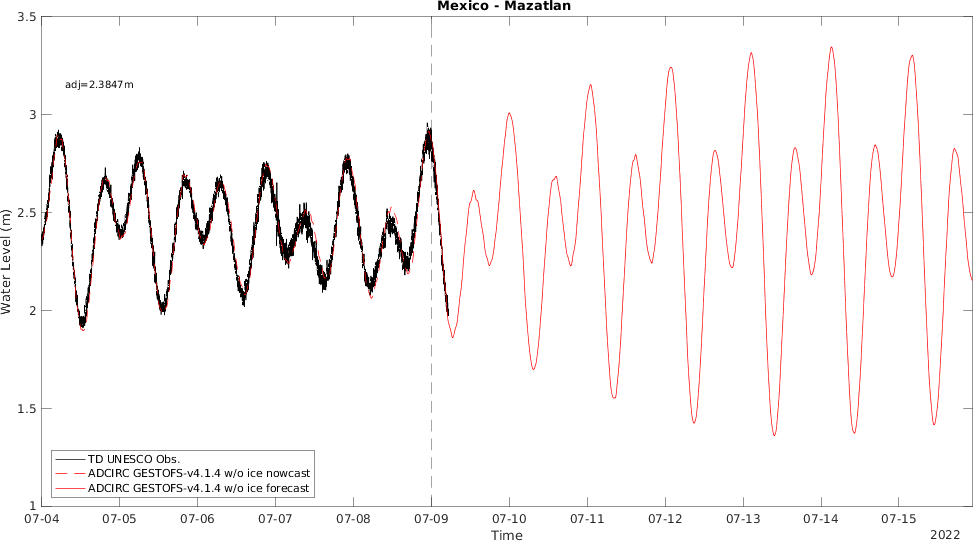 Mexico - Mazatlan
3.5
adj=2.3847m
3
2.5
Water Level (m)
2
1.5
TD UNESCO Obs.
ADCIRC GESTOFS-v4.1.4 w/o ice nowcast
ADCIRC GESTOFS-v4.1.4 w/o ice forecast
1
07-04 07-05 07-06 07-07 07-08 07-09 07-10 07-11 07-12 07-13 07-14 07-15
Time
2022